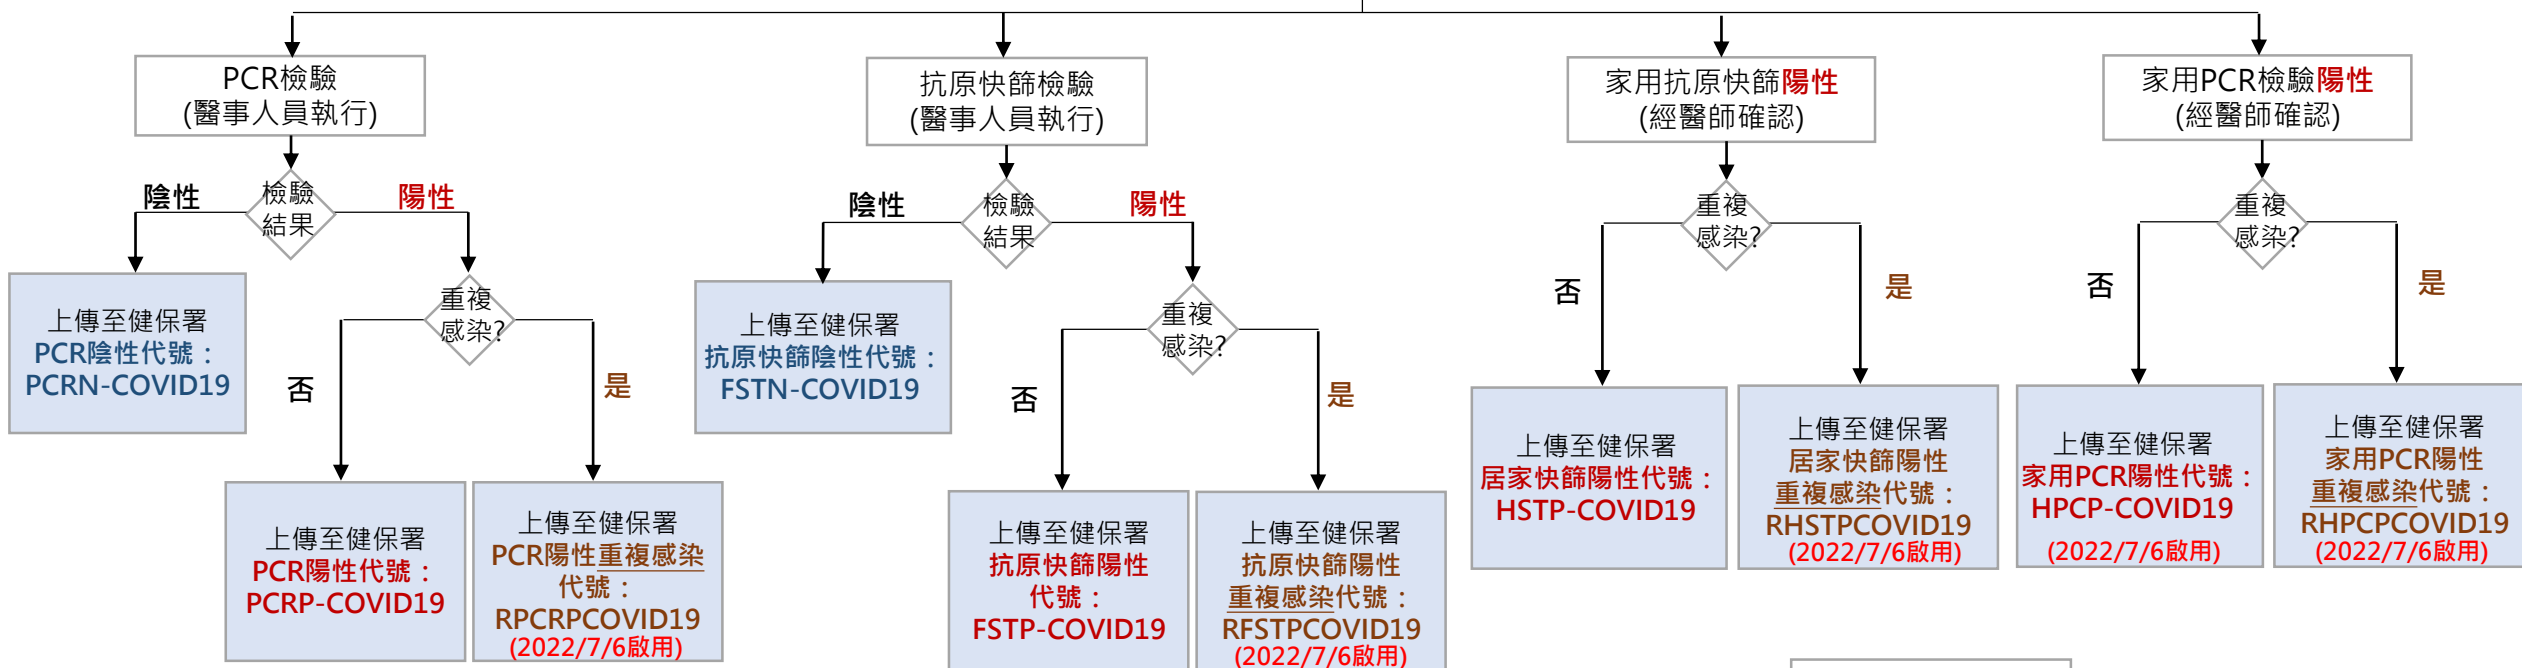 PCR檢驗
(醫事人員執行)
檢驗
結果
陰性
陽性
上傳至健保署
PCR陰性代號：
PCRN-COVID19
重複
感染?
否
是
上傳至健保署
PCR陽性代號：
PCRP-COVID19
上傳至健保署
PCR陽性重複感染
代號：
RPCRPCOVID19
(2022/7/6啟用)
抗原快篩檢驗
(醫事人員執行)
檢驗
結果
陰性
陽性
上傳至健保署
抗原快篩陰性代號：
FSTN-COVID19
重複
感染?
否
是
上傳至健保署
抗原快篩陽性
代號：
FSTP-COVID19
上傳至健保署
抗原快篩陽性
重複感染代號：
RFSTPCOVID19
(2022/7/6啟用)
家用抗原快篩陽性
(經醫師確認)
重複
感染?
否
是
上傳至健保署
居家快篩陽性代號：
HSTP-COVID19
上傳至健保署
居家快篩陽性
重複感染代號：
RHSTPCOVID19
(2022/7/6啟用)
家用PCR檢驗陽性
(經醫師確認)
重複
感染?
否
是
上傳至健保署
家用PCR陽性代號：
HPCP-COVID19
(2022/7/6啟用)
上傳至健保署
家用PCR陽性
重複感染代號：
RHPCPCOVID19
(2022/7/6啟用)